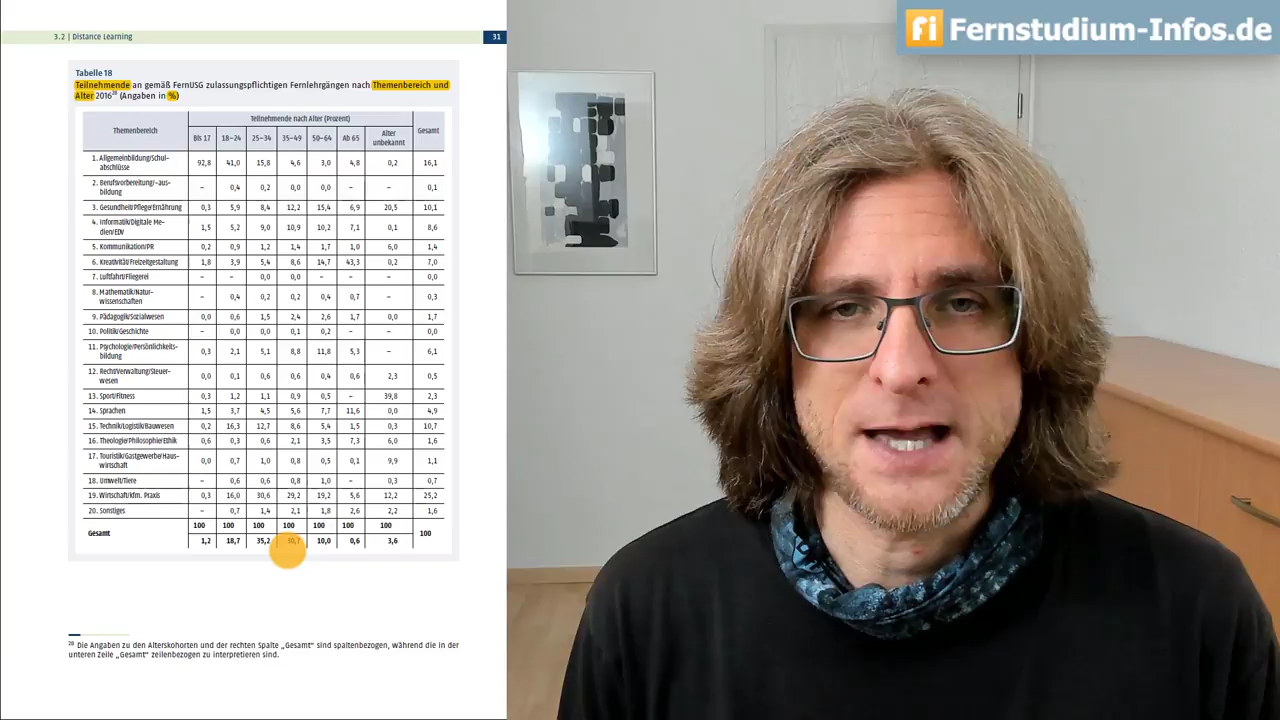 3.2 | Distance Learning 31
fi Fernstudium-Infos.de
Tabelle 18
Teilnehmende an gemäß FernUSG zulassungspflichtigen Fernlehrgängen nach Themenbereich und
Alter 2016²⁸ (Angaben in %)
Themenbereich Teilnehmende nach Alter (Prozent) Gesamt
Bis 17 18–24 25–34 35–49 50–64 Ab 65 Alter
unbekannt
1. Allgemeinbildung/Schul-
abschlüsse 92,8 41,0 15,8 4,6 3,0 4,8 0,2 16,1
2. Berufsvorbereitung/-aus-
bildung – 0,4 0,2 0,0 0,0 – – 0,1
3. Gesundheit/Pflege/Ernährung 0,3 5,9 8,4 12,2 15,4 6,9 20,5 10,1
4. Informatik/Digitale Me-
dien/EDV 1,5 5,2 9,0 10,9 10,2 7,1 0,1 8,6
5. Kommunikation/PR 0,2 0,9 1,2 1,4 1,7 1,0 6,0 1,4
6. Kreativität/Freizeitgestaltung 1,8 3,9 5,4 8,6 14,7 43,3 0,2 7,0
7. Luftfahrt/Fliegerei – – 0,0 0,0 – – – 0,0
8. Mathematik/Natur-
wissenschaften – 0,4 0,2 0,2 0,4 0,7 – 0,3
9. Pädagogik/Sozialwesen 0,0 0,6 1,5 2,4 2,6 1,7 0,0 1,7
10. Politik/Geschichte – 0,0 0,0 0,1 0,2 – – 0,0
11. Psychologie/Persönlichkeits-
bildung 0,3 2,1 5,1 8,8 11,8 5,3 – 6,1
12. Recht/Verwaltung/Steuer-
wesen 0,0 0,1 0,6 0,6 0,4 0,6 2,3 0,5
13. Sport/Fitness 0,3 1,2 1,1 0,9 0,5 – 39,8 2,3
14. Sprachen 1,5 3,7 4,5 5,6 7,7 11,6 0,0 4,9
15. Technik/Logistik/Bauwesen 0,2 16,3 12,7 8,6 5,4 1,5 0,3 10,7
16. Theologie/Philosophie/Ethik 0,6 0,3 0,6 2,1 3,5 7,3 6,0 1,6
17. Touristik/Gastgewerbe/Haus-
wirtschaft 0,0 0,7 1,0 0,8 0,5 0,1 9,9 1,1
18. Umwelt/Tiere – 0,6 0,6 0,8 1,0 – 0,3 0,7
19. Wirtschaft/kfm. Praxis 0,3 16,0 30,6 29,2 19,2 5,6 12,2 25,2
20. Sonstiges – 0,7 1,4 2,1 1,8 2,6 2,2 1,6
Gesamt 100 100 100 100 100 100 100 100
1,2 18,7 35,2 10,0 0,6 3,6
²⁸ Die Angaben zu den Alterskohorten und der rechten Spalte „Gesamt“ sind spaltenbezogen, während die in der
unteren Zeile „Gesamt“ zeilenbezogen zu interpretieren sind.